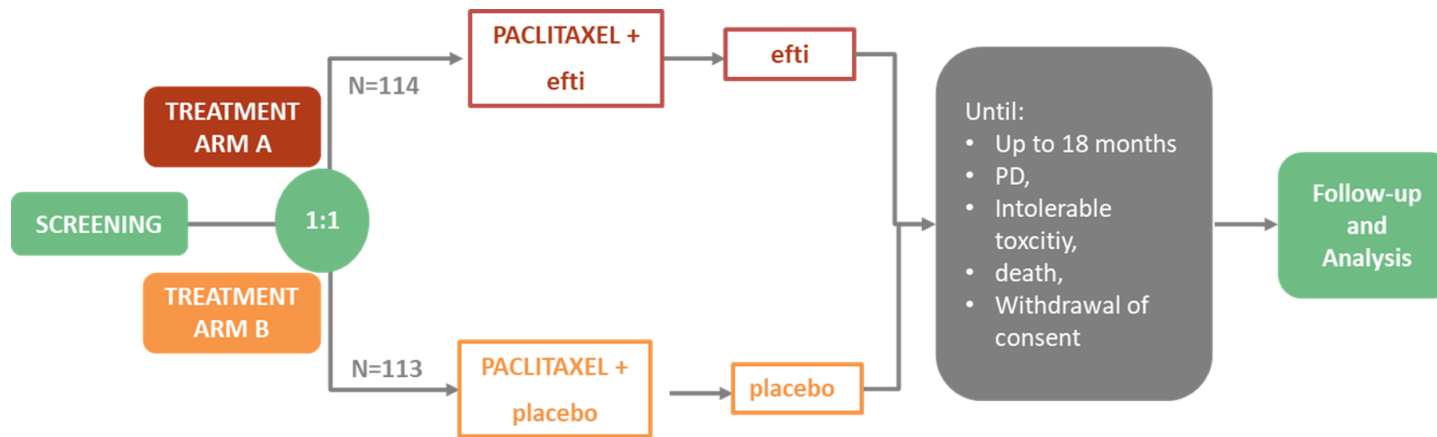 SCREENING
TREATMENT
ARM A
1:1
TREATMENT
ARM B
N=114
PACLITAXEL +
efti
efti
N=113
PACLITAXEL +
placebo
placebo
Until:
• Up to 18 months
• PD,
• Intolerable
toxcitiy,
• death,
• Withdrawal of
consent
Follow-up
and
Analysis